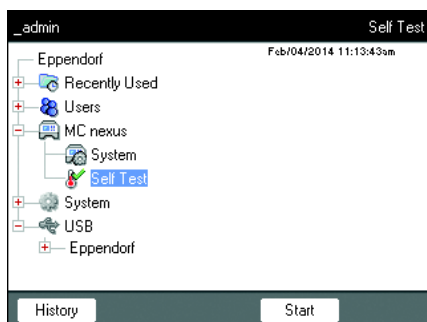 _admin Self Test
Feb/04/2014 11:13:43am
Eppendorf
Recently Used
Users
MC nexus
System
Self Test
System
USB
Eppendorf
History Start